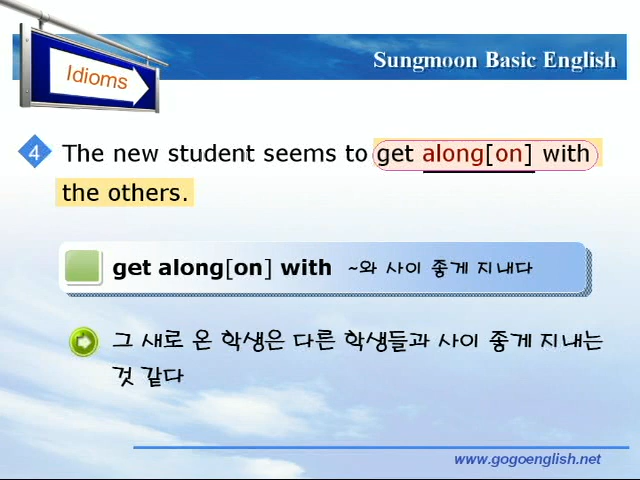 Idioms
Sungmoon Basic English
4 The new student seems to get along[on] with
the others.
get along[on] with ~와 사이 좋게 지내다
그 새로 온 학생은 다른 학생들과 사이 좋게 지내는
것 같다
www.gogoenglish.net